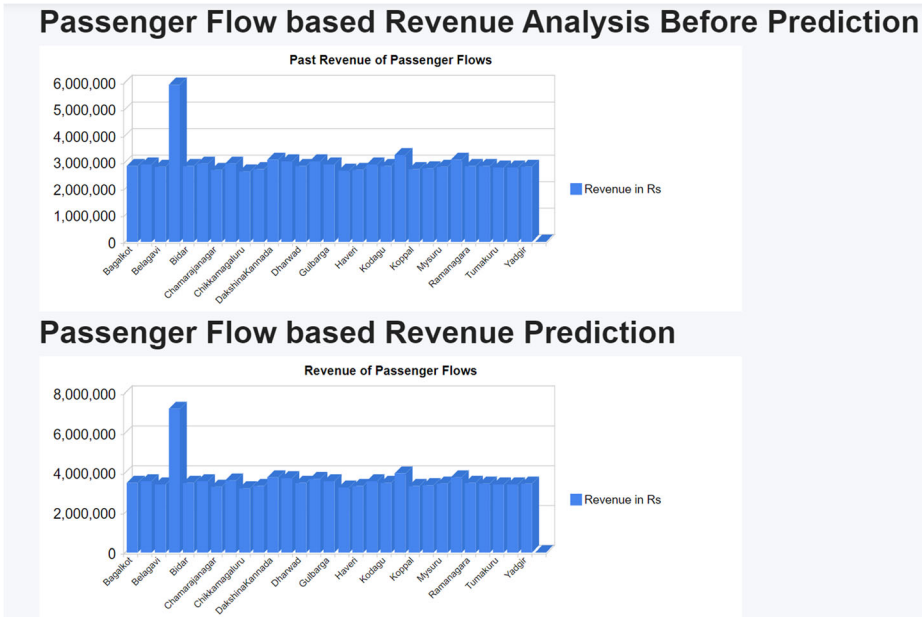 Passenger Flow based Revenue Analysis Before Prediction
Past Revenue of Passenger Flows
6,000,000
5,000,000
4,000,000
3,000,000
2,000,000
1,000,000
0
Revenue in Rs
Bagalkot
Belagavi
Bidar
Chamarajanagar
Chikkamagaluru
DakshinaKannada
Dharwad
Gulbarga
Haveri
Kodagu
Koppal
Mysuru
Ramanagara
Tumakuru
Yadgir
Passenger Flow based Revenue Prediction
Revenue of Passenger Flows
8,000,000
6,000,000
4,000,000
2,000,000
0
Revenue in Rs
Bagalkot
Belagavi
Bidar
Chamarajanagar
Chikkamagaluru
DakshinaKannada
Dharwad
Gulbarga
Haveri
Kodagu
Koppal
Mysuru
Ramanagara
Tumakuru
Yadgir